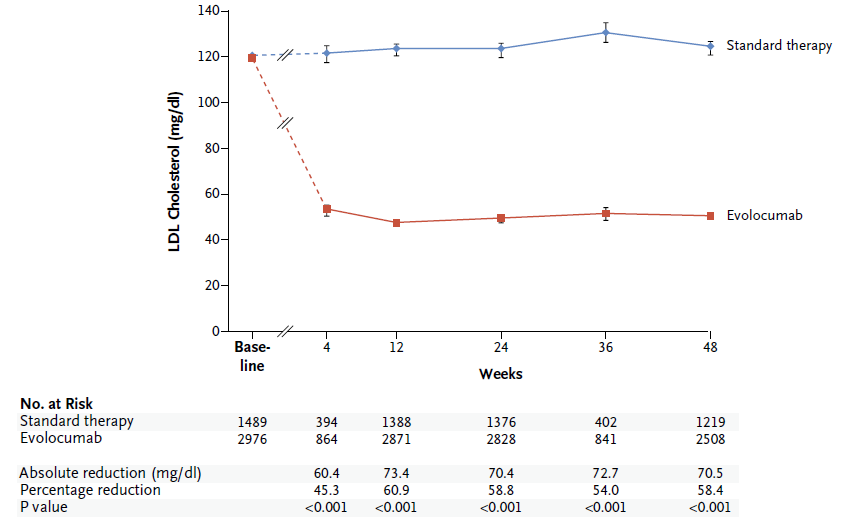 140
120
100
80
60
40
20
0
LDL Cholesterol (mg/dl)
Standard therapy
Evolocumab
Base-
line
4 12 24 36 48
Weeks
No. at Risk
Standard therapy 1489 394 1388 1376 402 1219
Evolocumab 2976 864 2871 2828 841 2508
Absolute reduction (mg/dl) 60.4 73.4 70.4 72.7 70.5
Percentage reduction 45.3 60.9 58.8 54.0 58.4
P value <0.001 <0.001 <0.001 <0.001 <0.001